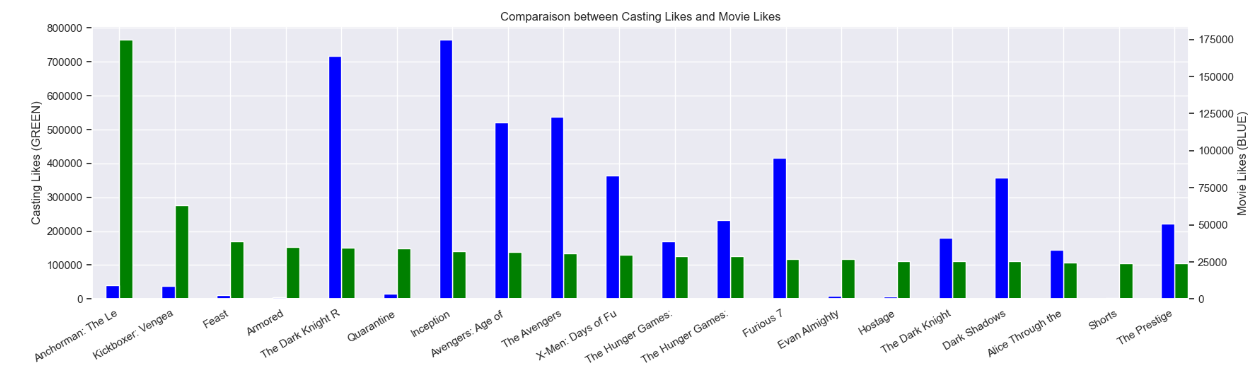 Comparaison between Casting Likes and Movie Likes
800000
700000
600000
500000
400000
300000
200000
100000
0
Casting Likes (GREEN)
175000
150000
125000
100000
75000
50000
25000
0
Movie Likes (BLUE)
Anchorman: The Le
Kickboxer: Vengea
Feast
Armored
The Dark Knight R
Quarantine
Inception
Avengers: Age of
The Avengers
X-Men: Days of Fu
The Hunger Games:
The Hunger Games:
Furious 7
Evan Almighty
Hostage
The Dark Knight
Dark Shadows
Alice Through the
Shorts
The Prestige